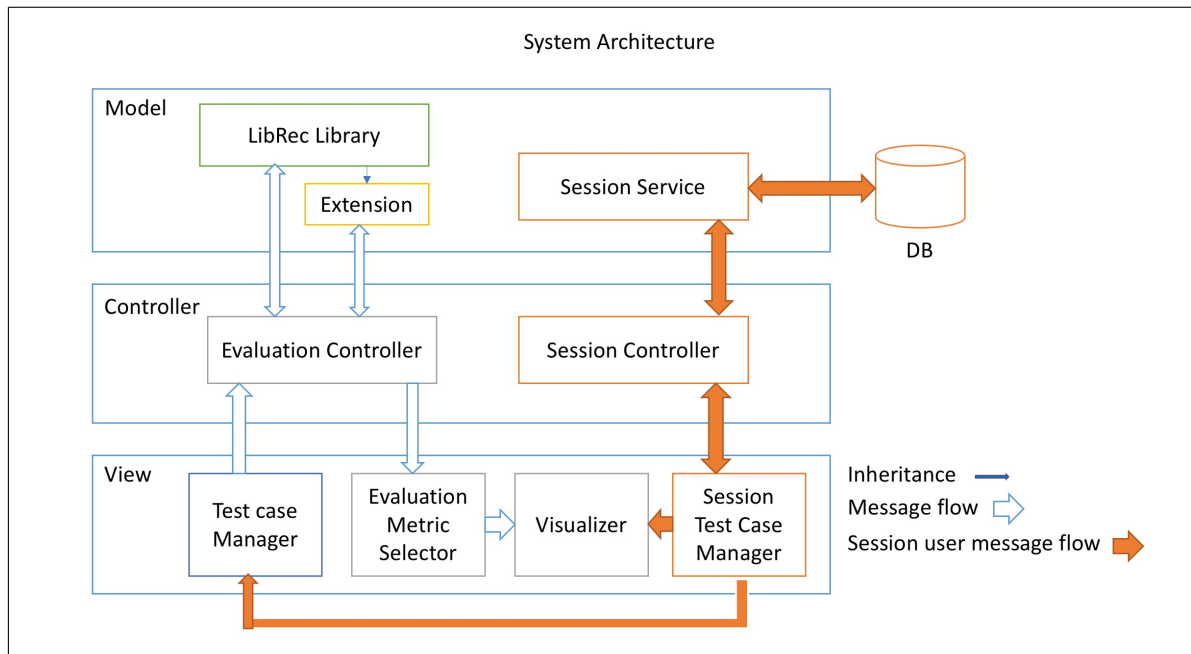 System Architecture
Model
LibRec Library
Extension
Session Service
DB
Controller
Evaluation Controller
Session Controller
View
Test case
Manager
Evaluation
Metric
Selector
Visualizer
Session
Test Case
Manager
Inheritance
Message flow
Session user message flow